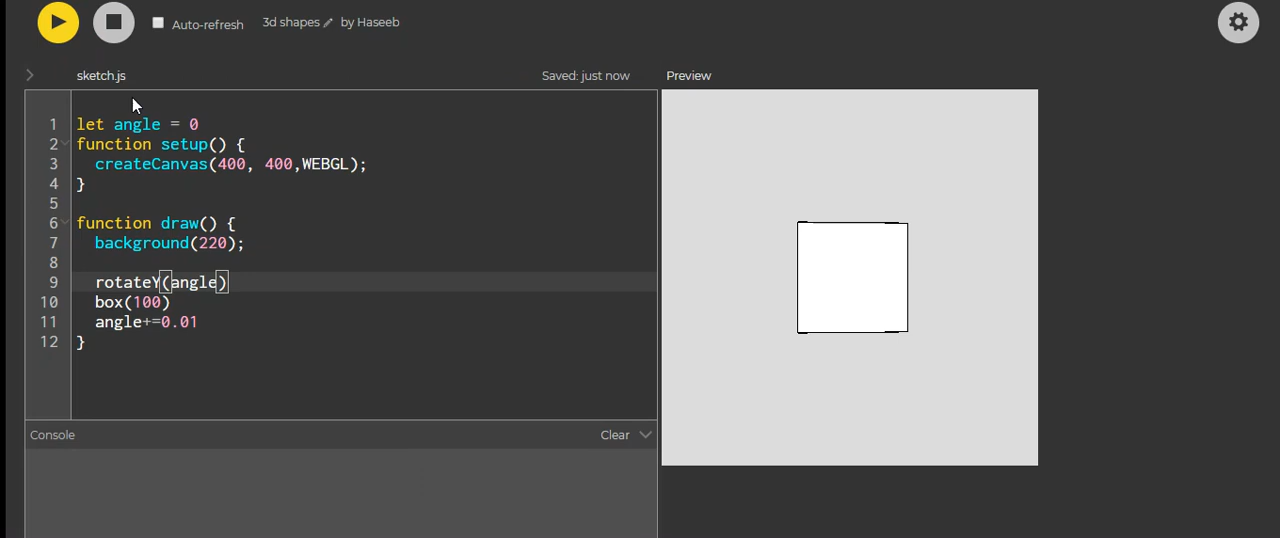 Auto-refresh 3d shapes by Haseeb
sketch.js Saved: just now Preview
1 let angle = 0
2 function setup() {
3 createCanvas(400, 400,WEBGL);
4 }
5
6 function draw() {
7 background(220);
8
9 rotateY(angle)
10 box(100)
11 angle+=0.01
12 }
Console Clear